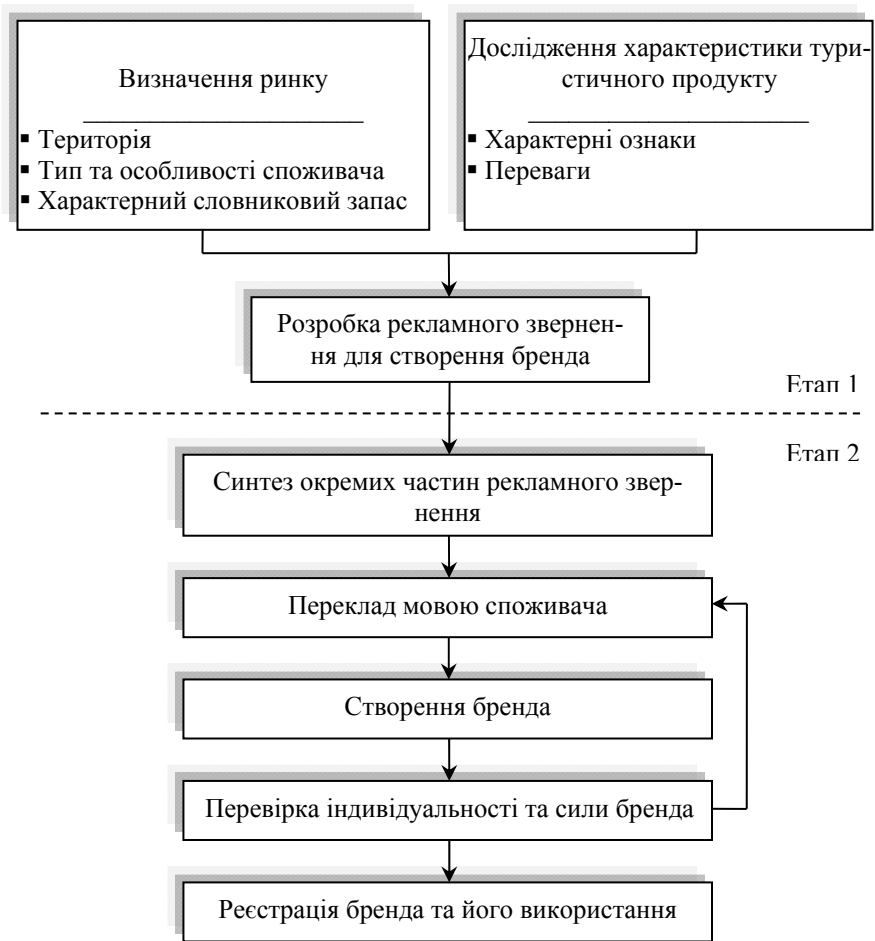 Визначення ринку
▪ Територія
▪ Тип та особливості споживача
▪ Характерний словниковий запас
Дослідження характеристики тури-
стичного продукту
▪ Характерні ознаки
▪ Переваги
Розробка рекламного звернен-
ня для створення бренда
Етап 1
Етап 2
Синтез окремих частин рекламного звер-
нення
Переклад мовою споживача
Створення бренда
Перевірка індивідуальності та сили бренда
Реєстрація бренда та його використання